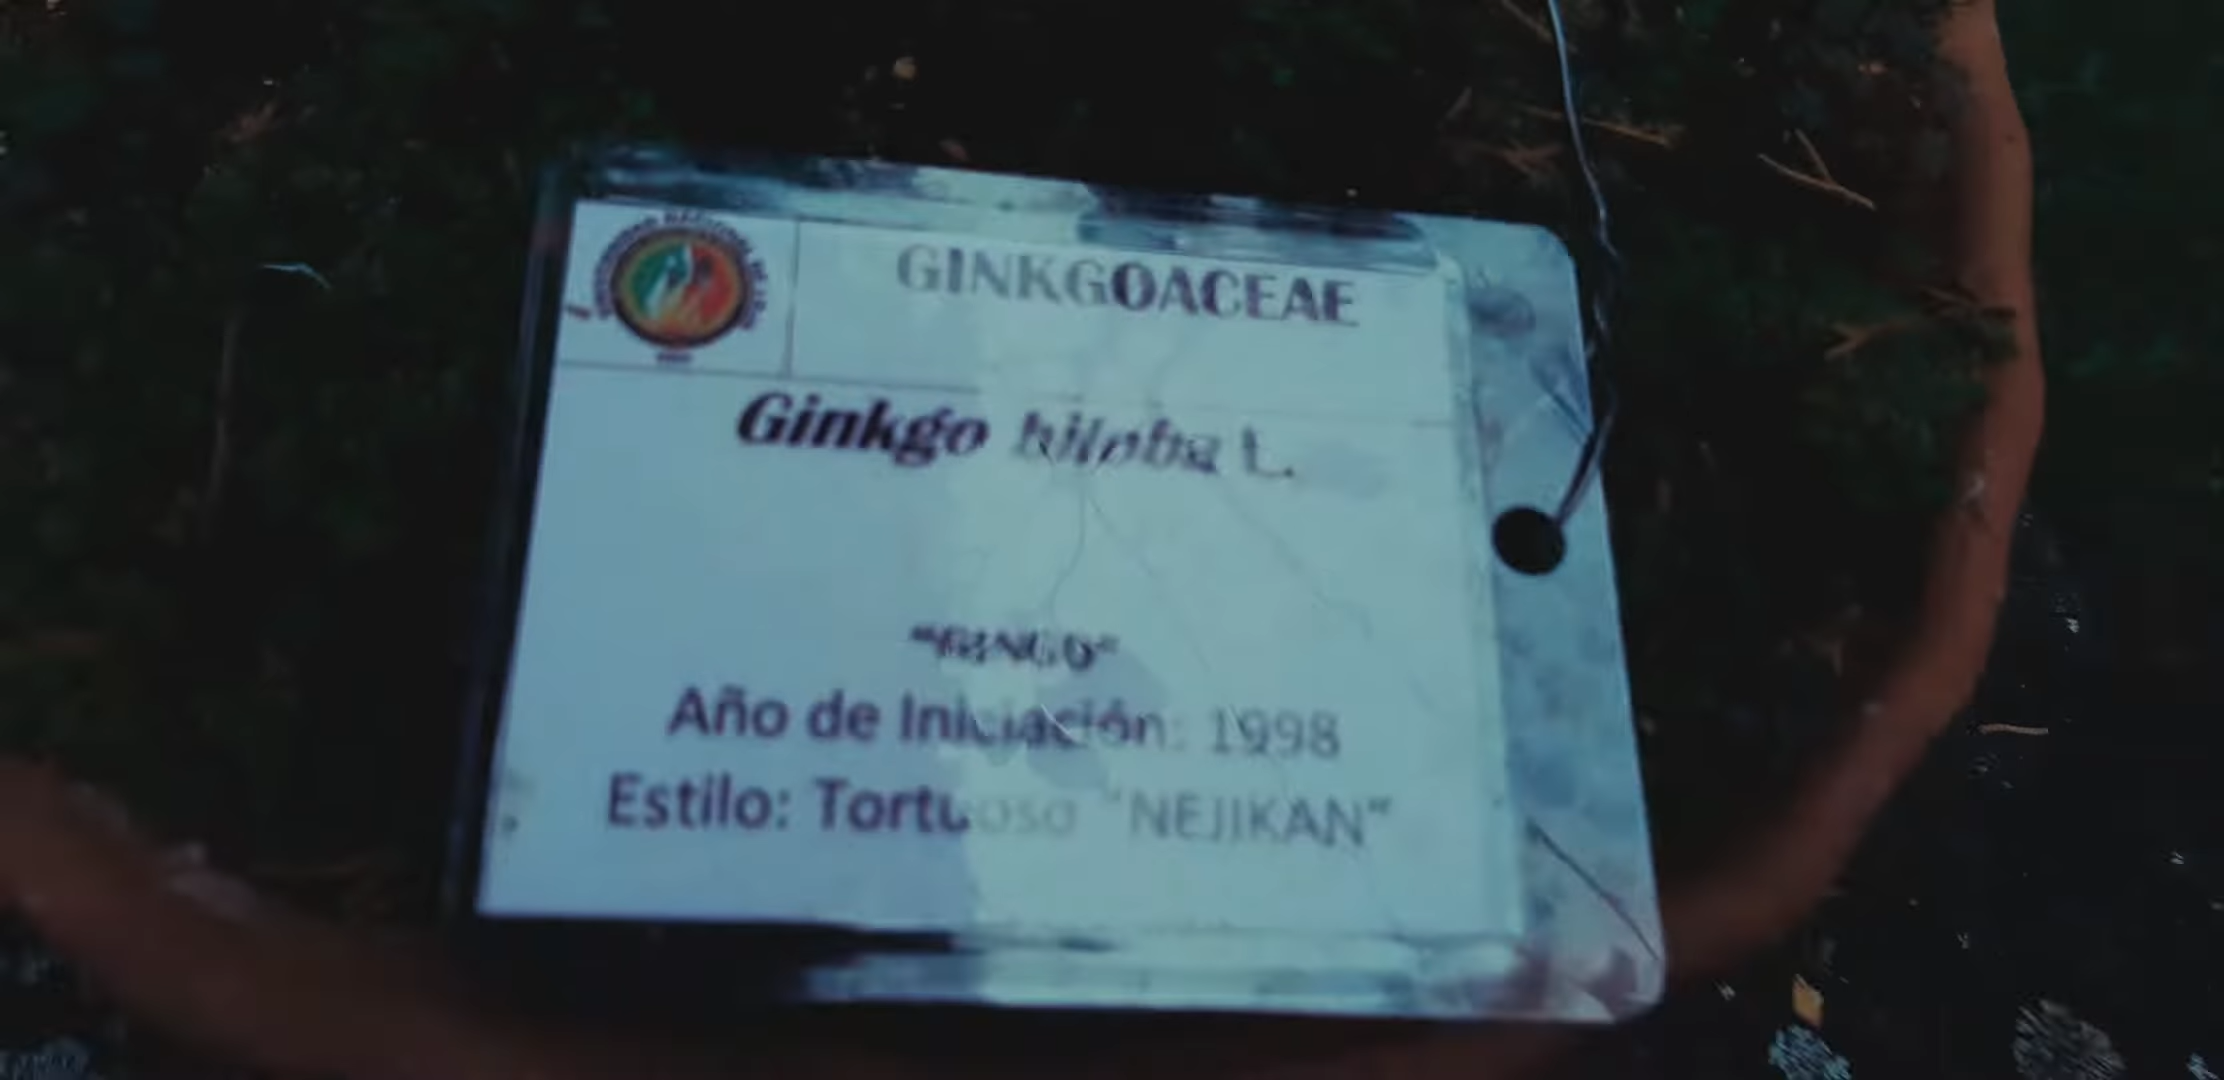 GINKGOACEAE
Ginkgo biloba L.
Año de Iniciación: 1998
Estilo: Tortuoso "NEJIKAN"